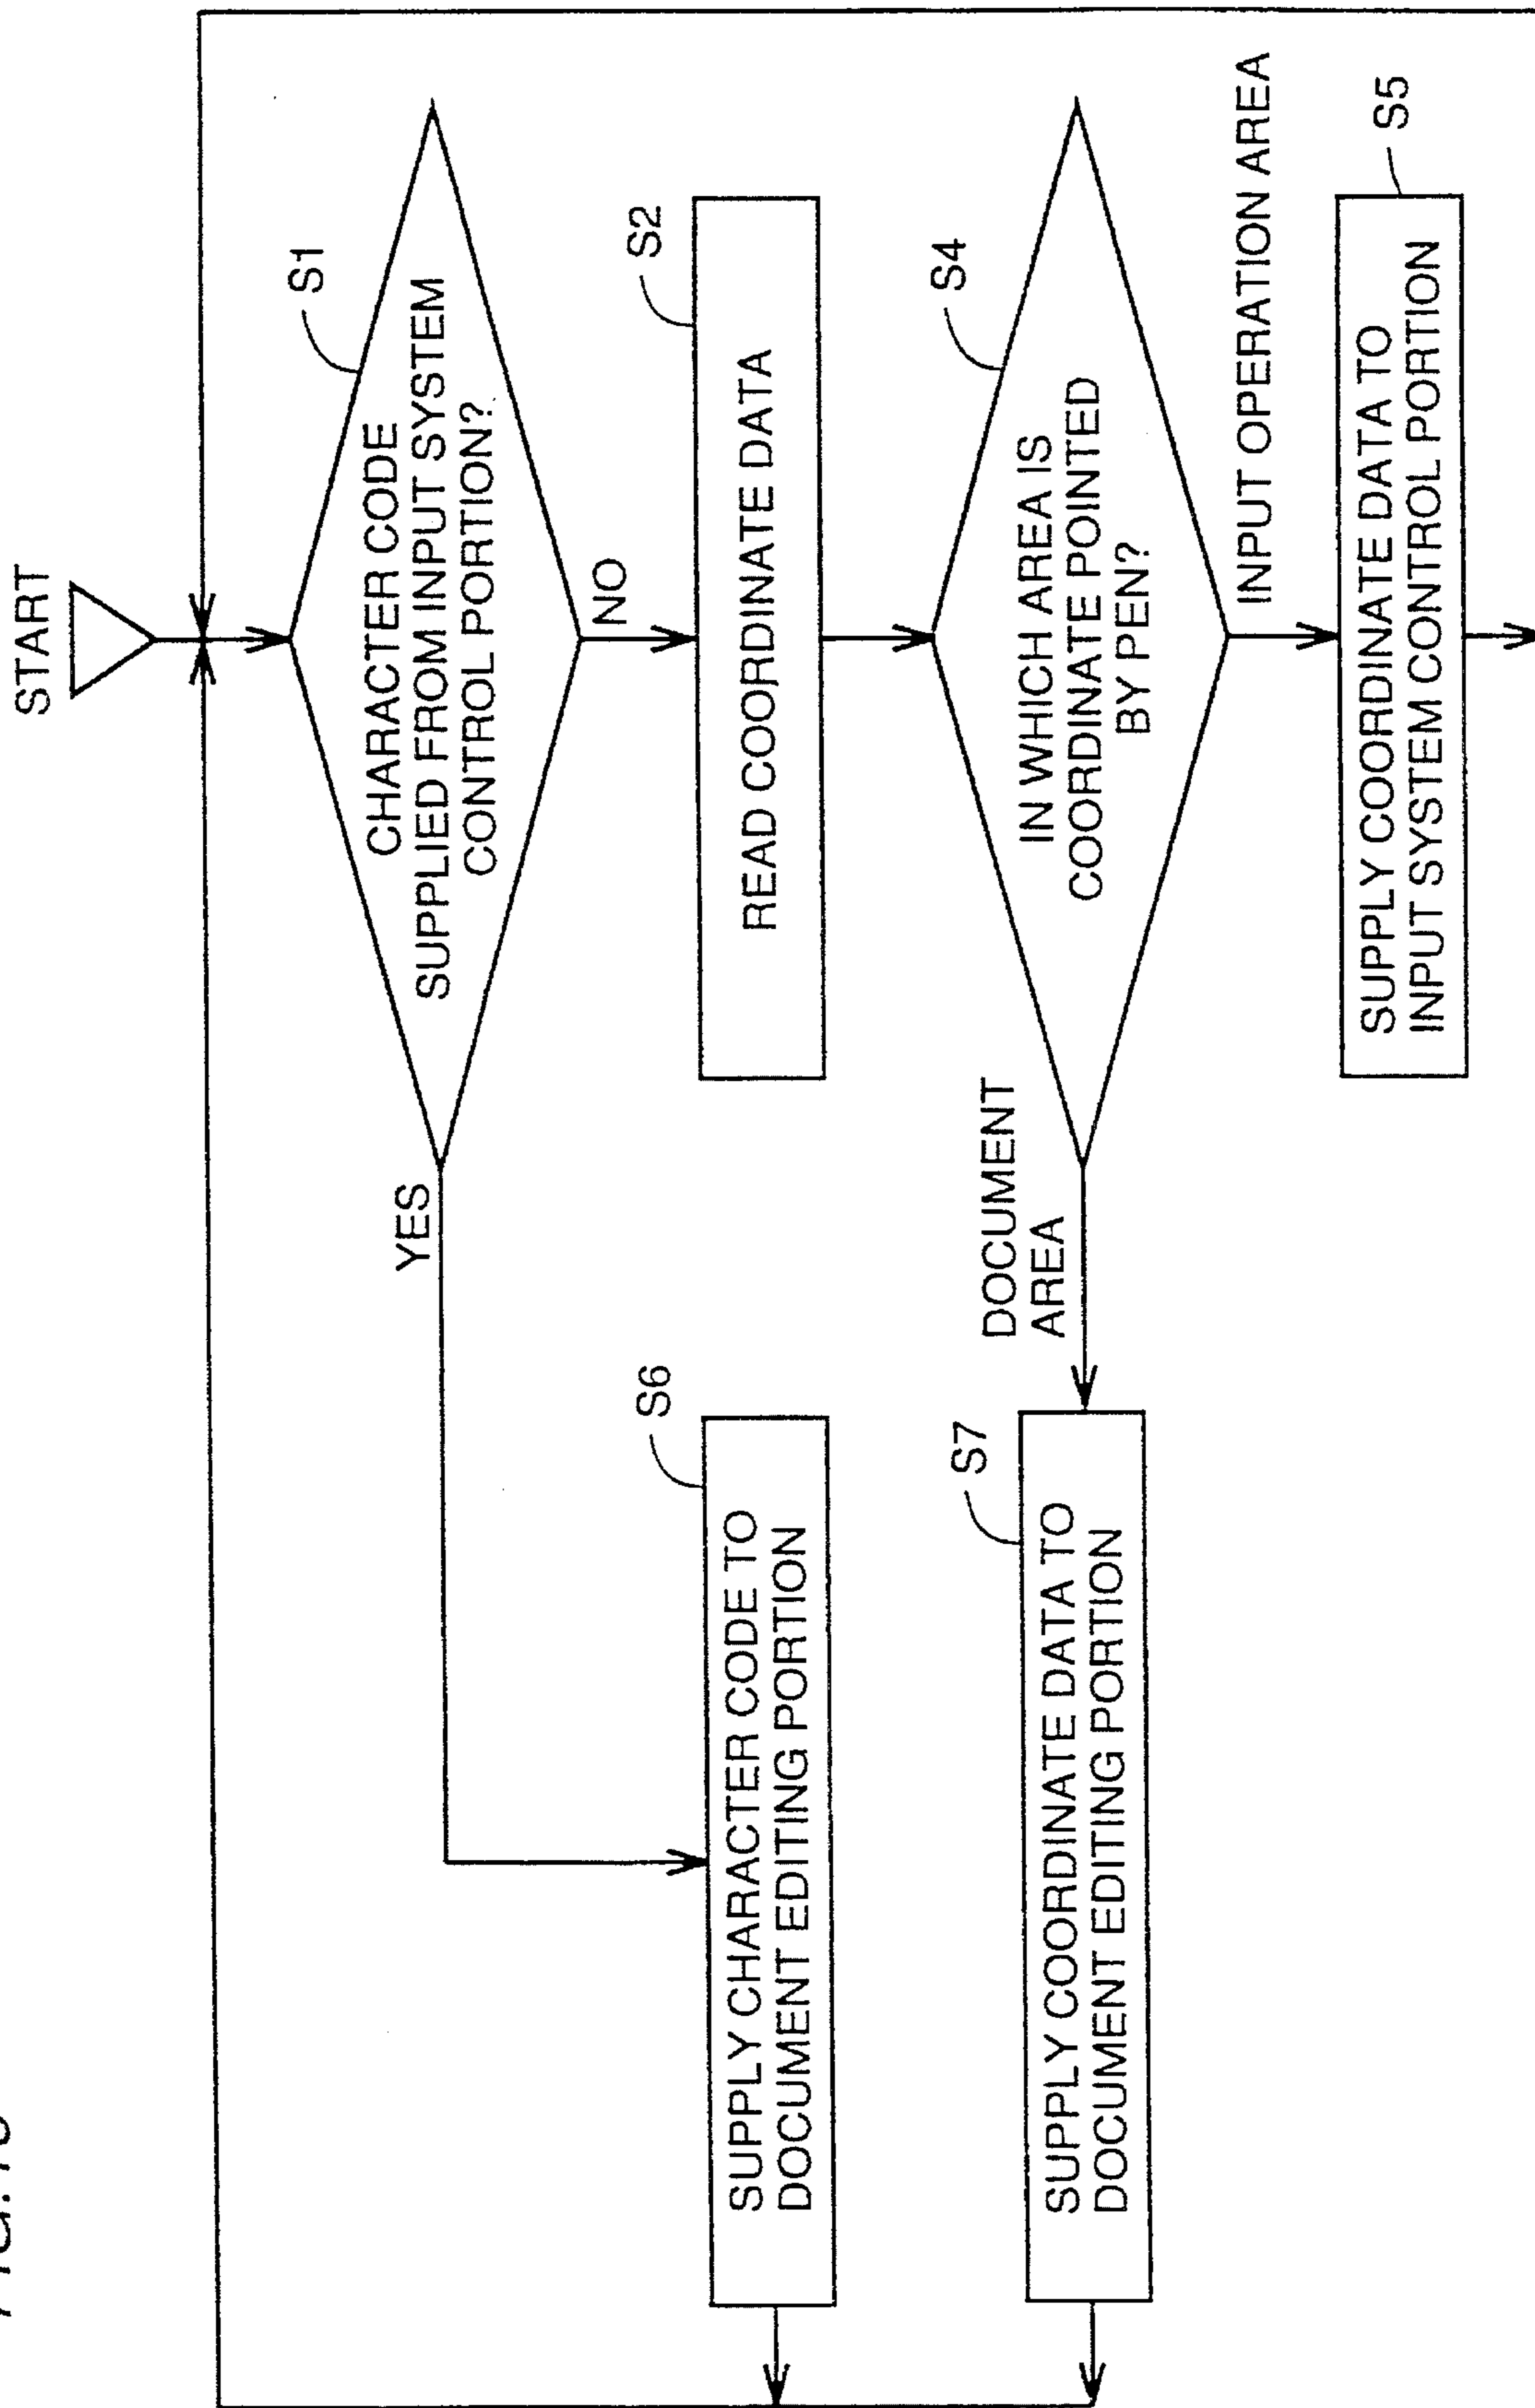 START
S1
CHARACTER CODE
SUPPLIED FROM INPUT SYSTEM
CONTROL PORTION?
YES
NO
S2
READ COORDINATE DATA
S6
SUPPLY CHARACTER CODE TO
DOCUMENT EDITING PORTION
S4
IN WHICH AREA IS
COORDINATE POINTED
BY PEN?
DOCUMENT
AREA
INPUT OPERATION AREA
S7
SUPPLY COORDINATE DATA TO
DOCUMENT EDITING PORTION
S5
SUPPLY COORDINATE DATA TO
INPUT SYSTEM CONTROL PORTION